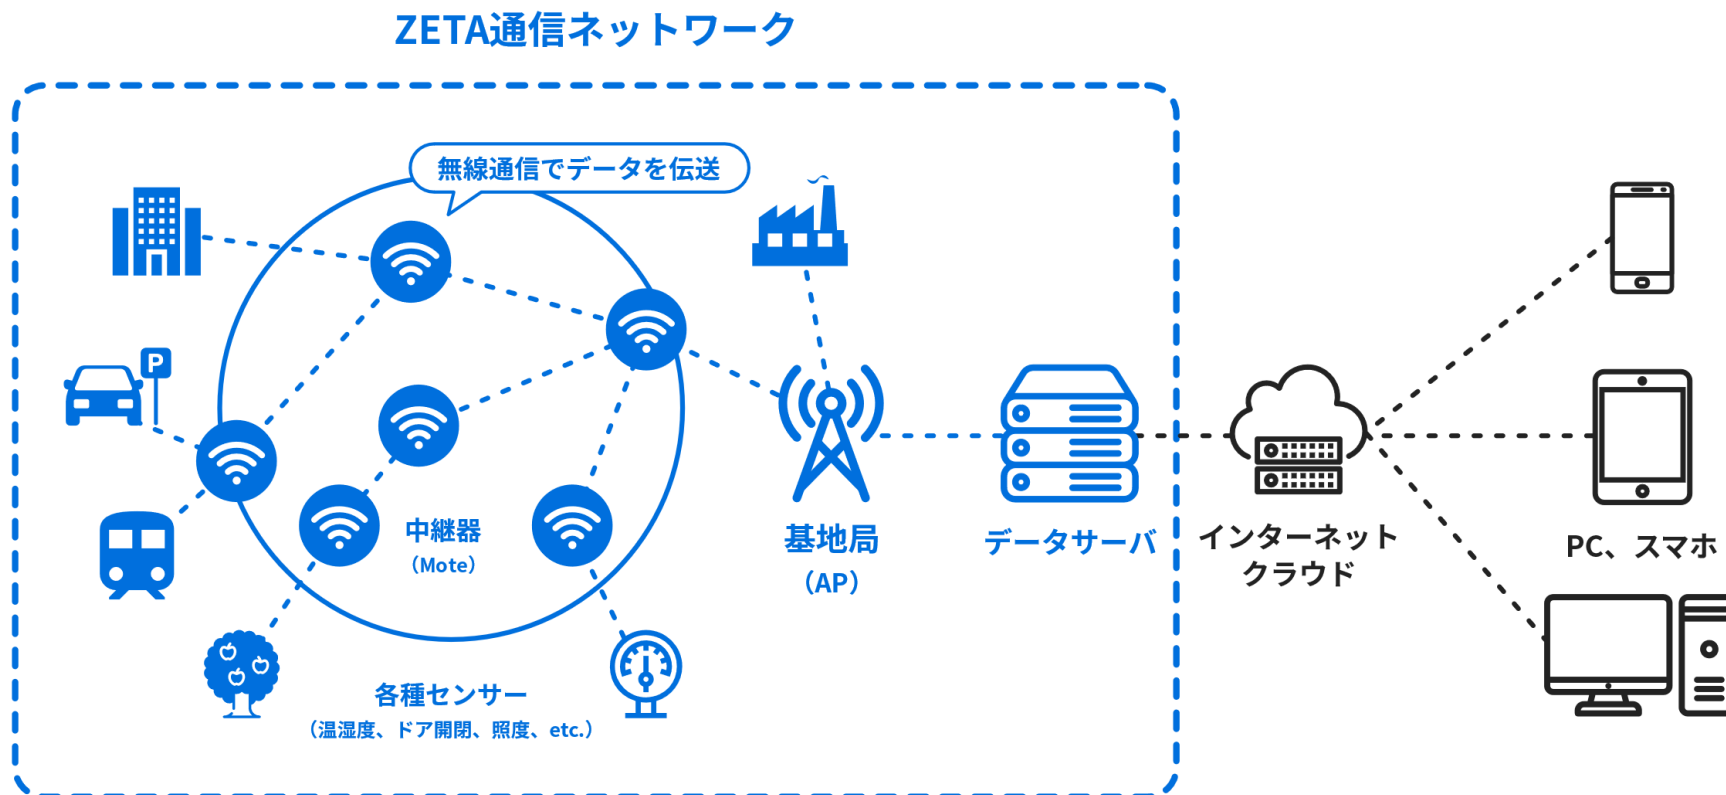 ZETA通信ネットワーク
無線通信でデータを伝送
P
中継器
（Mote）
基地局
（AP）
データサーバ
インターネット
クラウド
PC、スマホ
各種センサー
（温湿度、ドア開閉、照度、etc.）